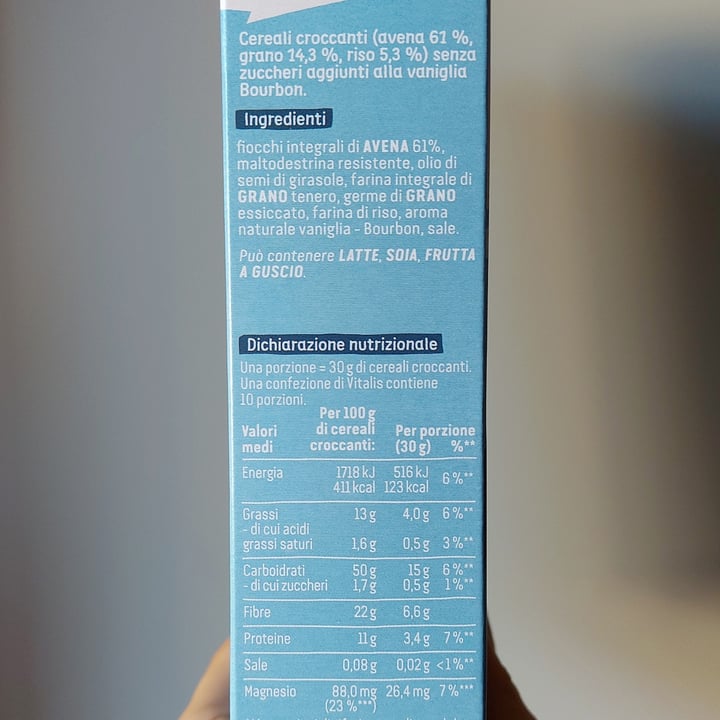 Cereali croccanti (avena 61 %,
grano 14,3 %, riso 5,3 %) senza
zuccheri aggiunti alla vaniglia
Bourbon.
Ingredienti
fiocchi integrali di AVENA 61%,
maltodestrina resistente, olio di
semi di girasole, farina integrale di
GRANO tenero, germe di GRANO
essiccato, farina di riso, aroma
naturale vaniglia - Bourbon, sale.
Può contenere LATTE, SOIA, FRUTTA
A GUSCIO.
Dichiarazione nutrizionale
Una porzione = 30 g di cereali croccanti.
Una confezione di Vitalis contiene
10 porzioni.
Per 100 g
Valori di cereali Per porzione
medi croccanti: (30 g) %**
Energia 1718 kJ 516 kJ 6 %**
411 kcal 123 kcal
Grassi 13 g 4,0 g 6 %**
- di cui acidi
grassi saturi 1,6 g 0,5 g 3 %**
Carboidrati 50 g 15 g 6 %**
- di cui zuccheri 1,7 g 0,5 g 1 %**
Fibre 22 g 6,6 g
Proteine 11 g 3,4 g 7 %**
Sale 0,08 g 0,02 g <1 %**
Magnesio 88,0 mg 26,4 mg 7 %***
(23 %***)